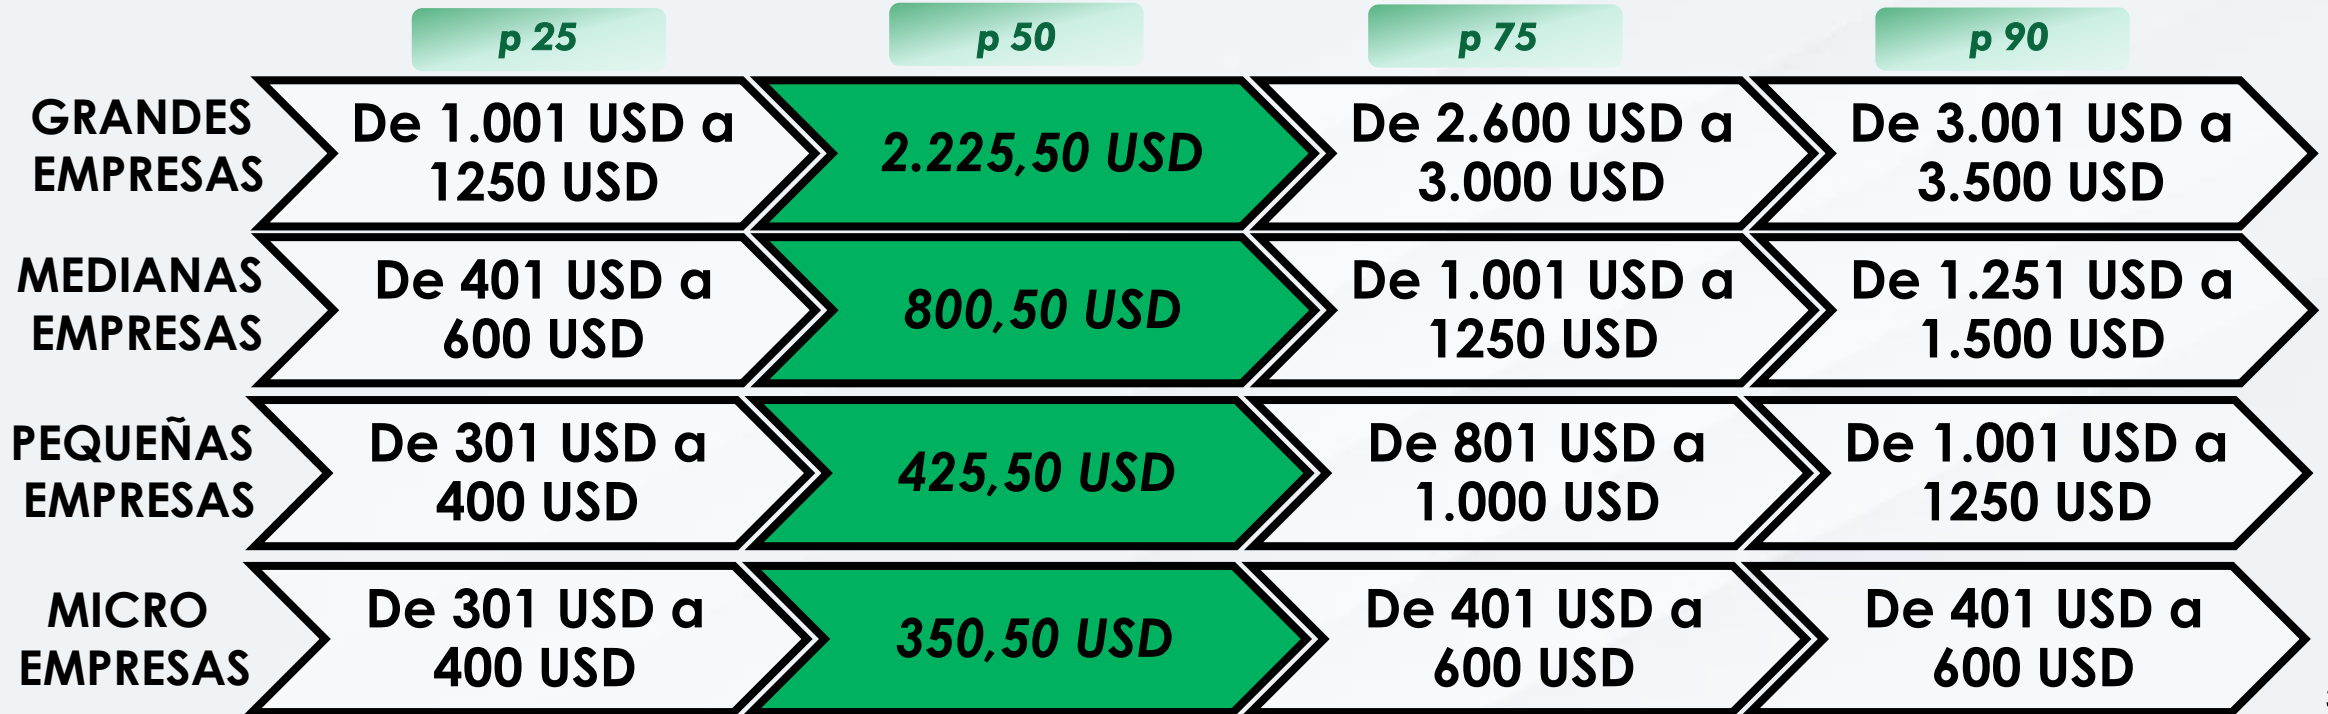 p 25
p 50
p 75
p 90
GRANDES
EMPRESAS
De 1.001 USD a
1250 USD
2.225,50 USD
De 2.600 USD a
3.000 USD
De 3.001 USD a
3.500 USD
MEDIANAS
EMPRESAS
De 401 USD a
600 USD
800,50 USD
De 1.001 USD a
1250 USD
De 1.251 USD a
1.500 USD
PEQUEÑAS
EMPRESAS
De 301 USD a
400 USD
425,50 USD
De 801 USD a
1.000 USD
De 1.001 USD a
1250 USD
MICRO
EMPRESAS
De 301 USD a
400 USD
350,50 USD
De 401 USD a
600 USD
De 401 USD a
600 USD